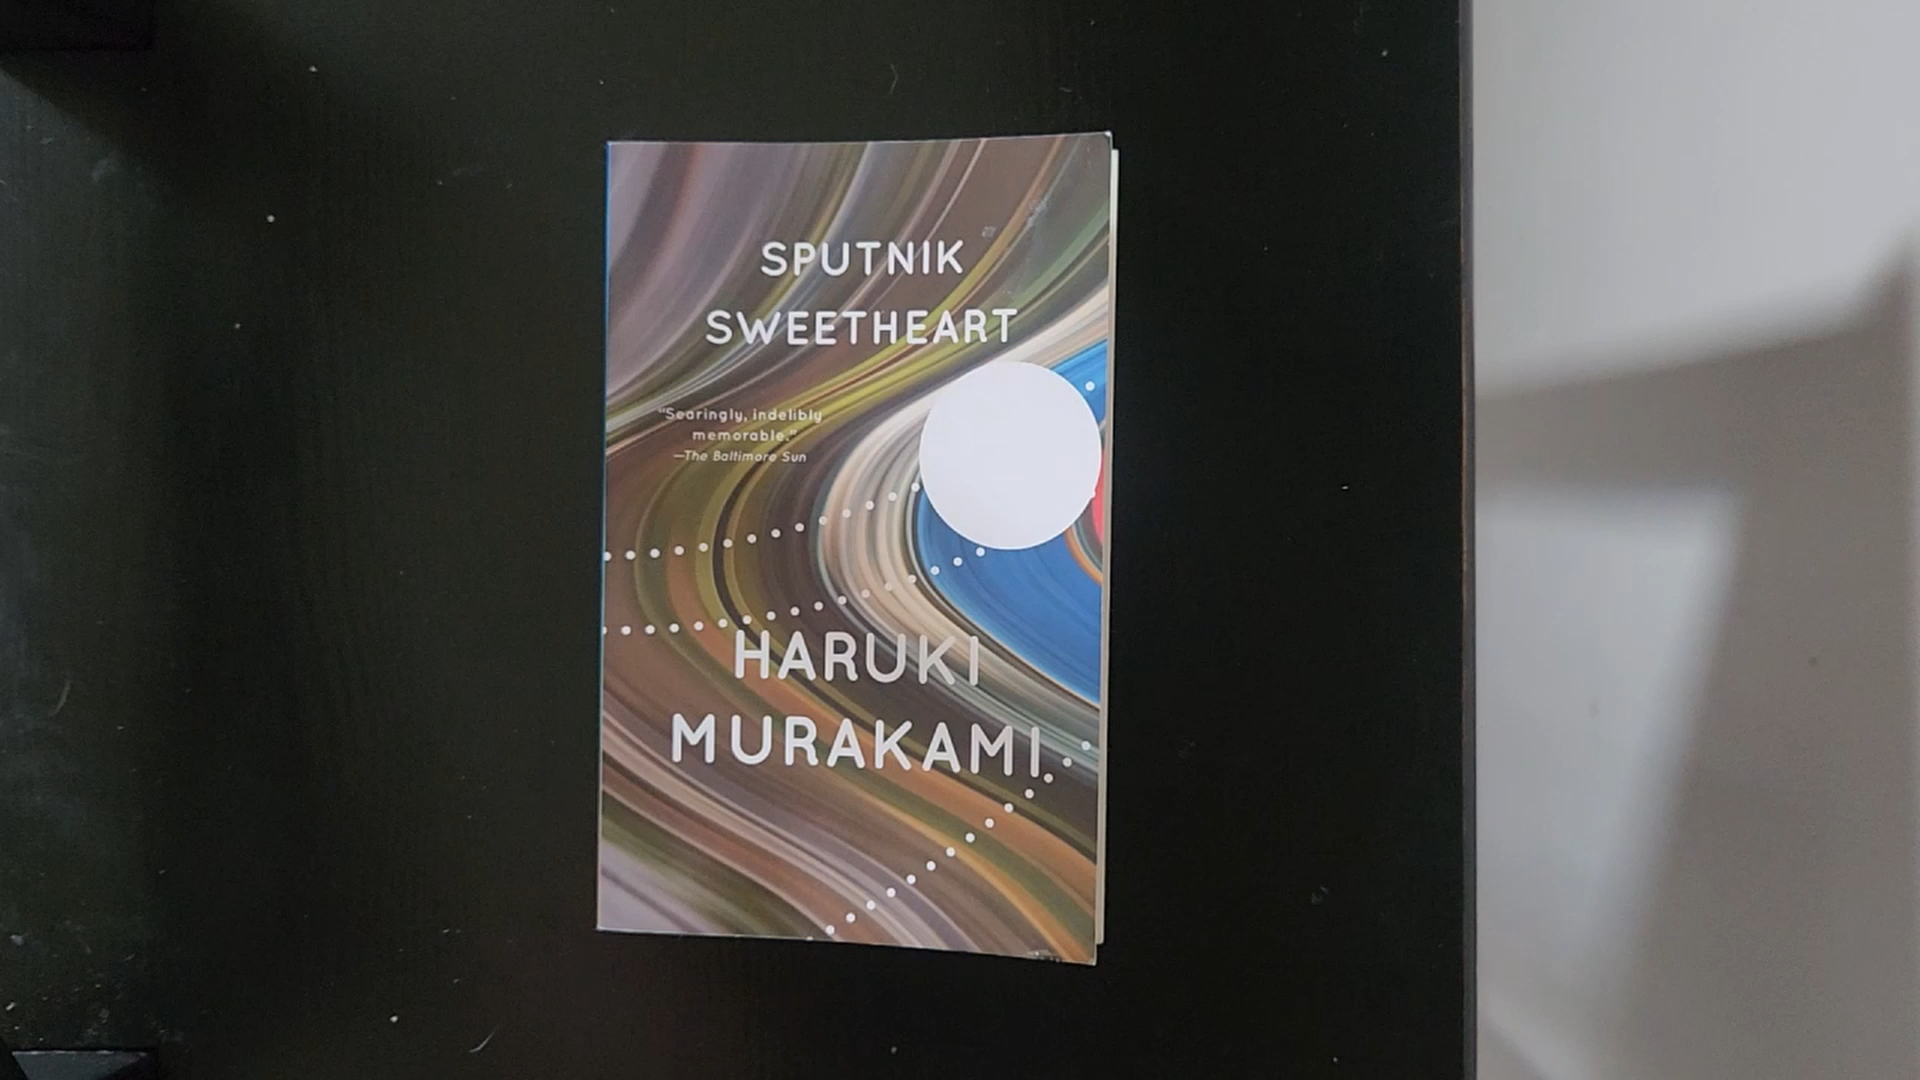 SPUTNIK
SWEETHEART
"Searingly, indelibly
memorable."
—The Baltimore Sun
HARUKI
MURAKAMI